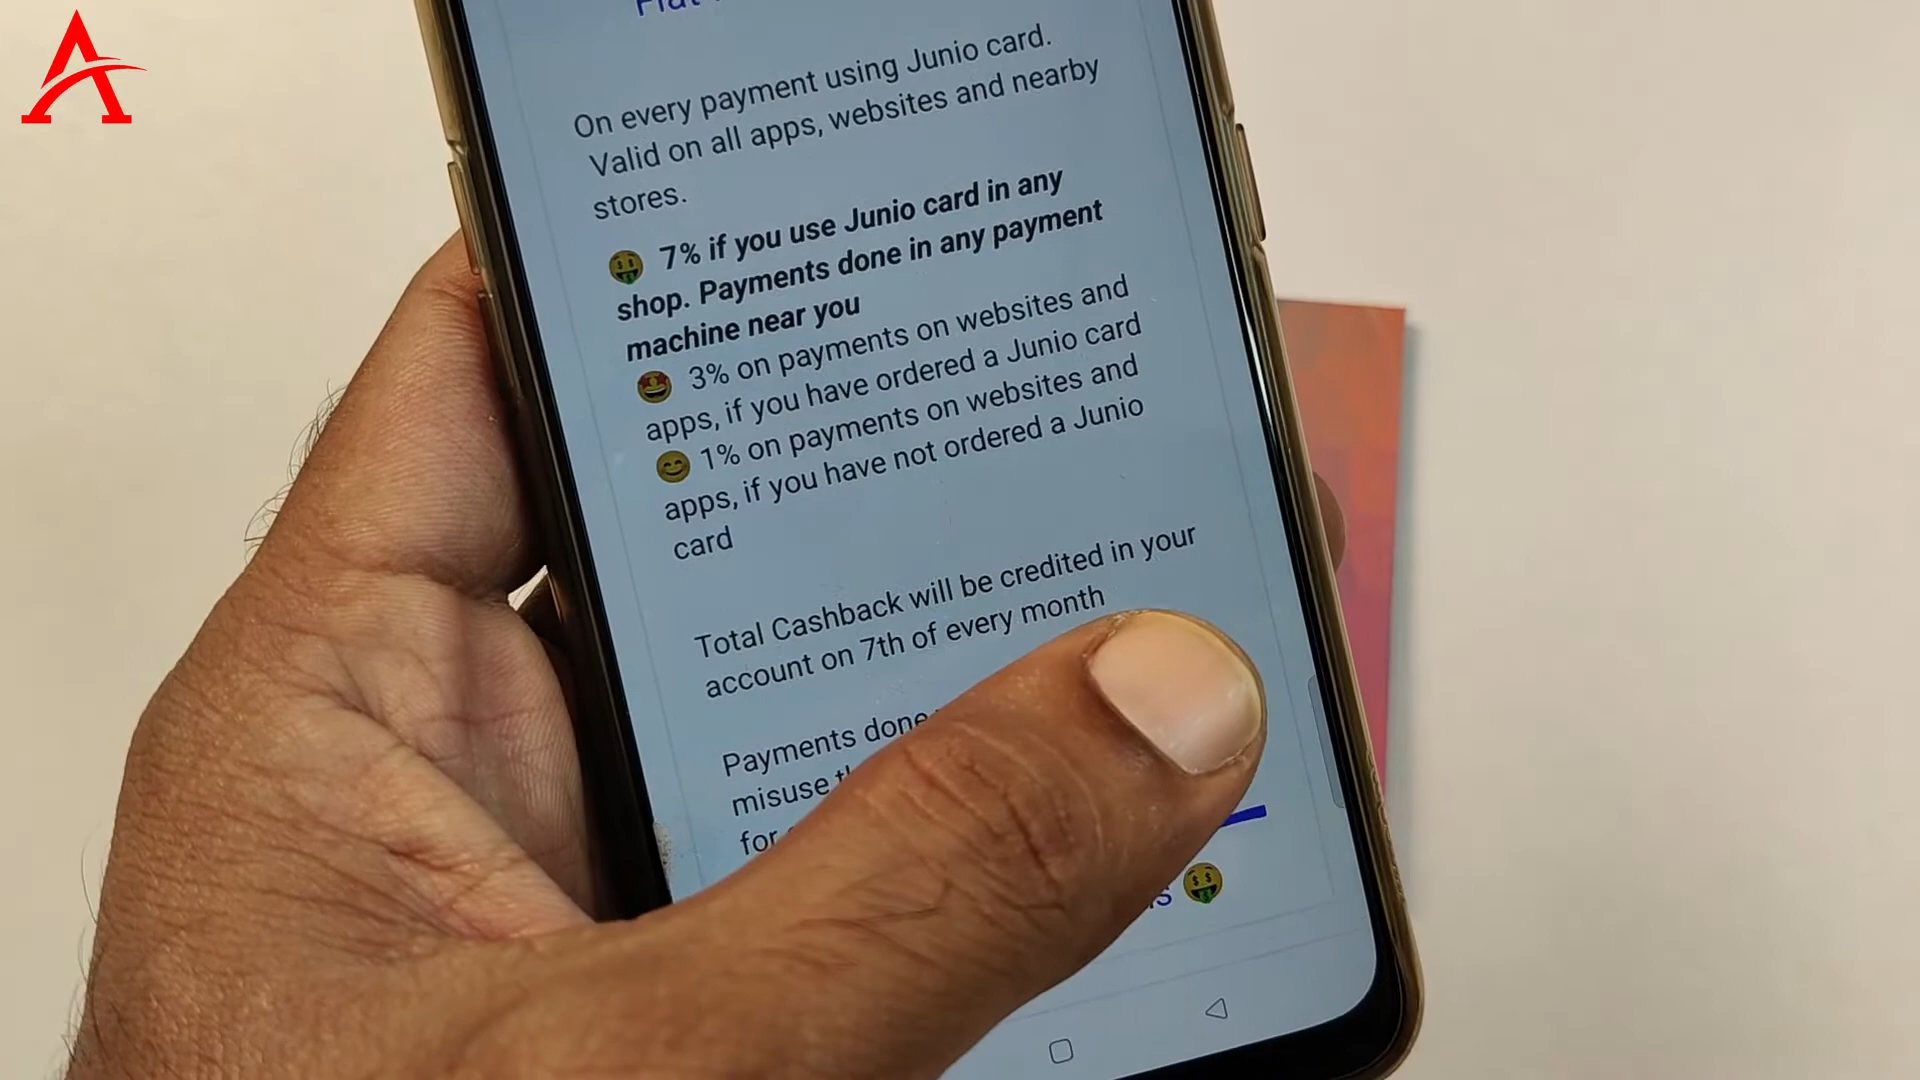 Flat
On every payment using Junio card.
Valid on all apps, websites and nearby
stores.
🤑 7% if you use Junio card in any
shop. Payments done in any payment
machine near you
🤩 3% on payments on websites and
apps, if you have ordered a Junio card
😊 1% on payments on websites and
apps, if you have not ordered a Junio
card
Total Cashback will be credited in your
account on 7th of every month
Payments done
misuse
for
🤑